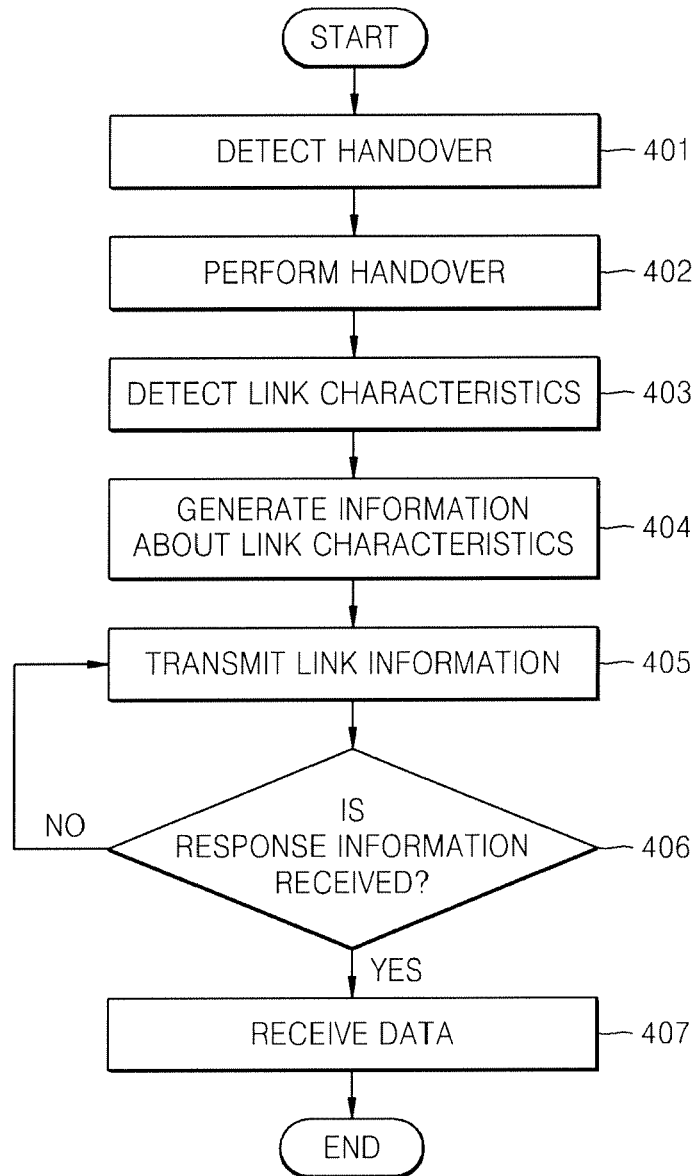 START
DETECT HANDOVER
401
PERFORM HANDOVER
402
DETECT LINK CHARACTERISTICS
403
GENERATE INFORMATION
ABOUT LINK CHARACTERISTICS
404
TRANSMIT LINK INFORMATION
405
IS
RESPONSE INFORMATION
RECEIVED?
406
NO
YES
RECEIVE DATA
407
END